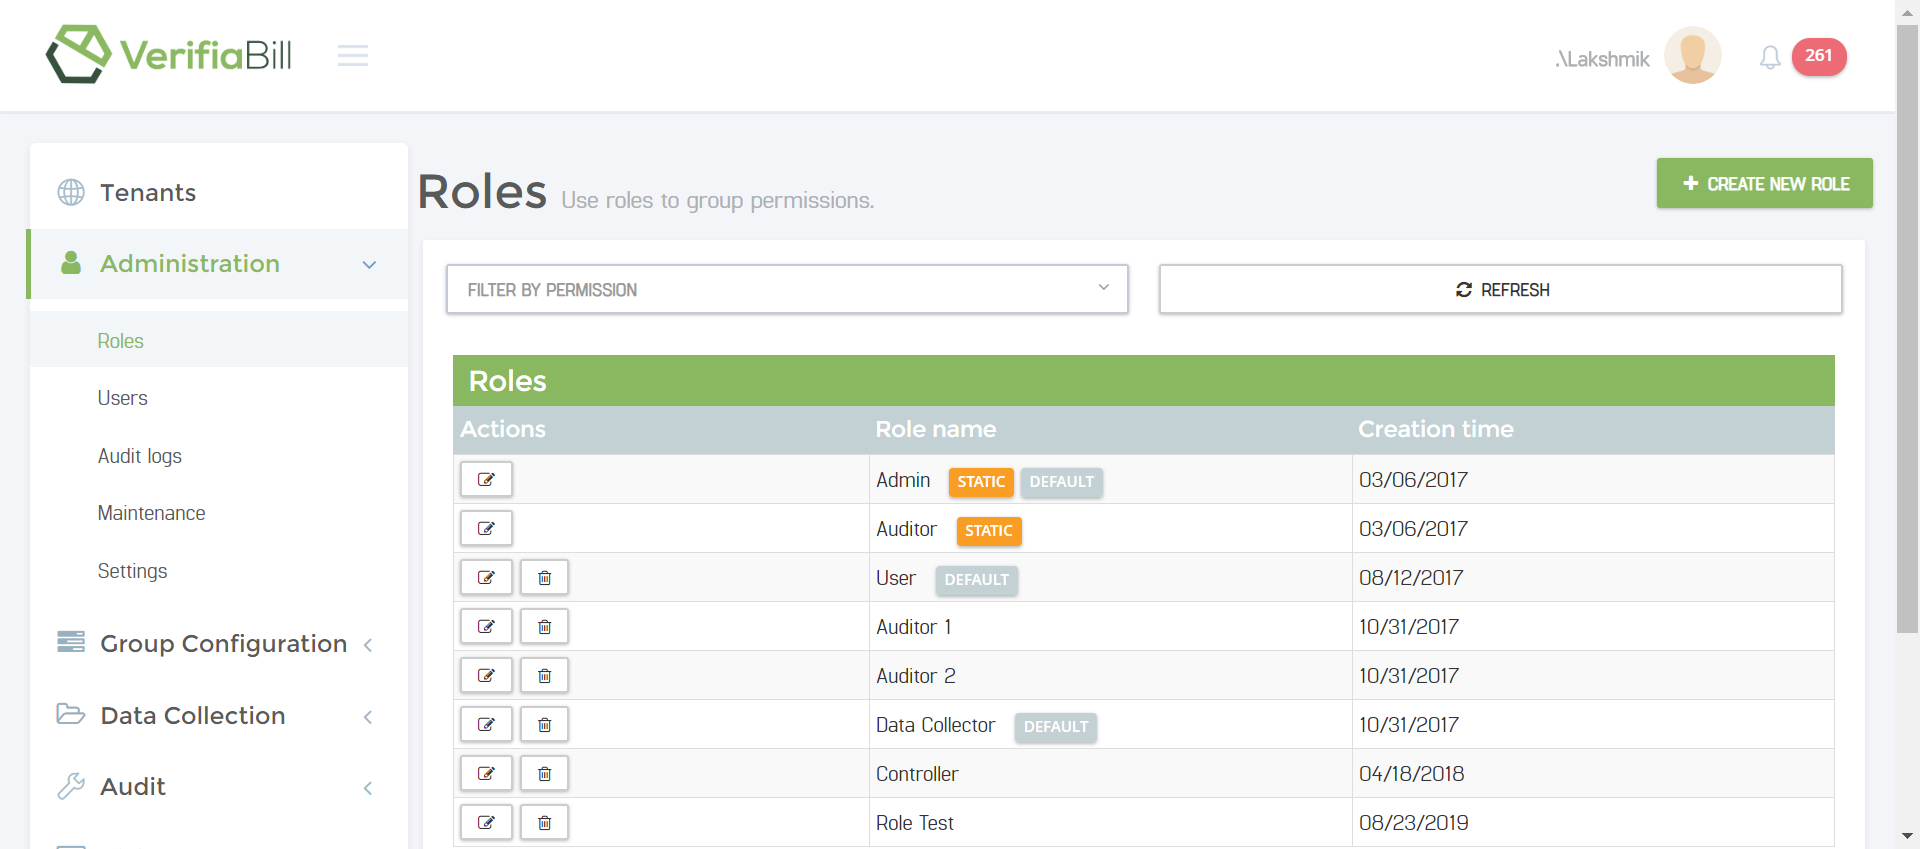 VerifiaBill
.\Lakshmik
261
Tenants
Administration
Roles
Users
Audit logs
Maintenance
Settings
Group Configuration
Data Collection
Audit
Roles Use roles to group permissions.
CREATE NEW ROLE
FILTER BY PERMISSION
REFRESH
Roles
Actions Role name Creation time
Admin STATIC DEFAULT 03/06/2017
Auditor STATIC 03/06/2017
User DEFAULT 08/12/2017
Auditor 1 10/31/2017
Auditor 2 10/31/2017
Data Collector DEFAULT 10/31/2017
Controller 04/18/2018
Role Test 08/23/2019